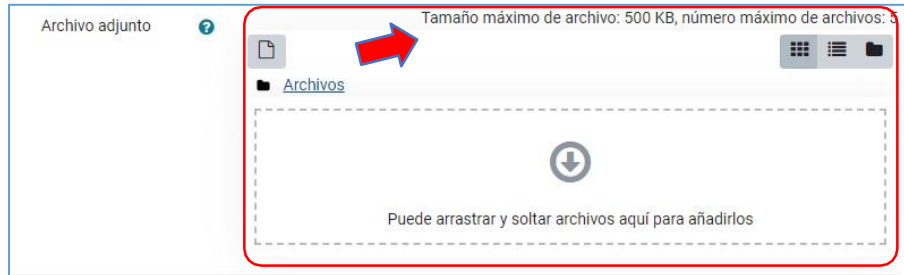 Archivo adjunto
Tamaño máximo de archivo: 500 KB, número máximo de archivos: 5
Archivos
Puede arrastrar y soltar archivos aquí para añadirlos